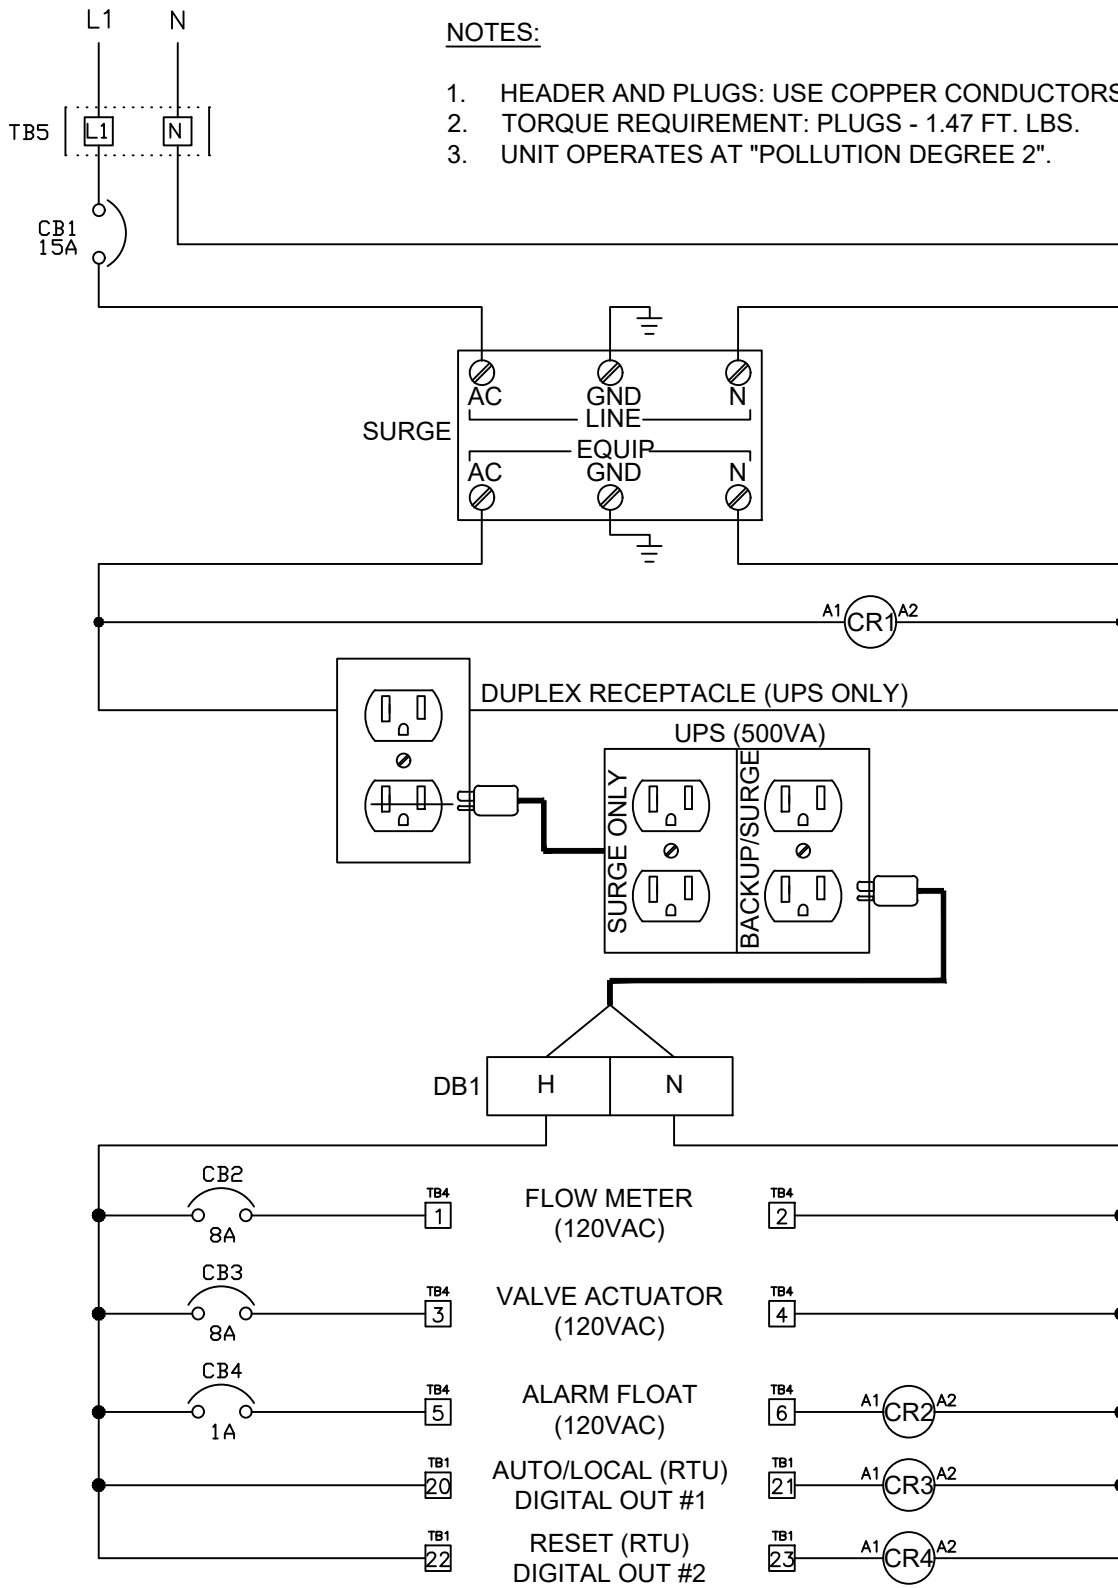 L1 N
NOTES:
1. HEADER AND PLUGS: USE COPPER CONDUCTORS
2. TORQUE REQUIREMENT: PLUGS - 1.47 FT. LBS.
3. UNIT OPERATES AT "POLLUTION DEGREE 2".
TB5 L1 N
CB1
15A
AC GND N
LINE
SURGE
EQUIP
AC GND N
A1 CR1 A2
DUPLEX RECEPTACLE (UPS ONLY)
UPS (500VA)
SURGE ONLY
BACKUP/SURGE
DB1 H N
CB2
8A
TB4
1
FLOW METER
(120VAC)
TB4
2
CB3
8A
TB4
3
VALVE ACTUATOR
(120VAC)
TB4
4
CB4
1A
TB4
5
ALARM FLOAT
(120VAC)
TB4
6
A1 CR2 A2
TB1
20
AUTO/LOCAL (RTU)
DIGITAL OUT #1
TB1
21
A1 CR3 A2
TB1
22
RESET (RTU)
DIGITAL OUT #2
TB1
23
A1 CR4 A2